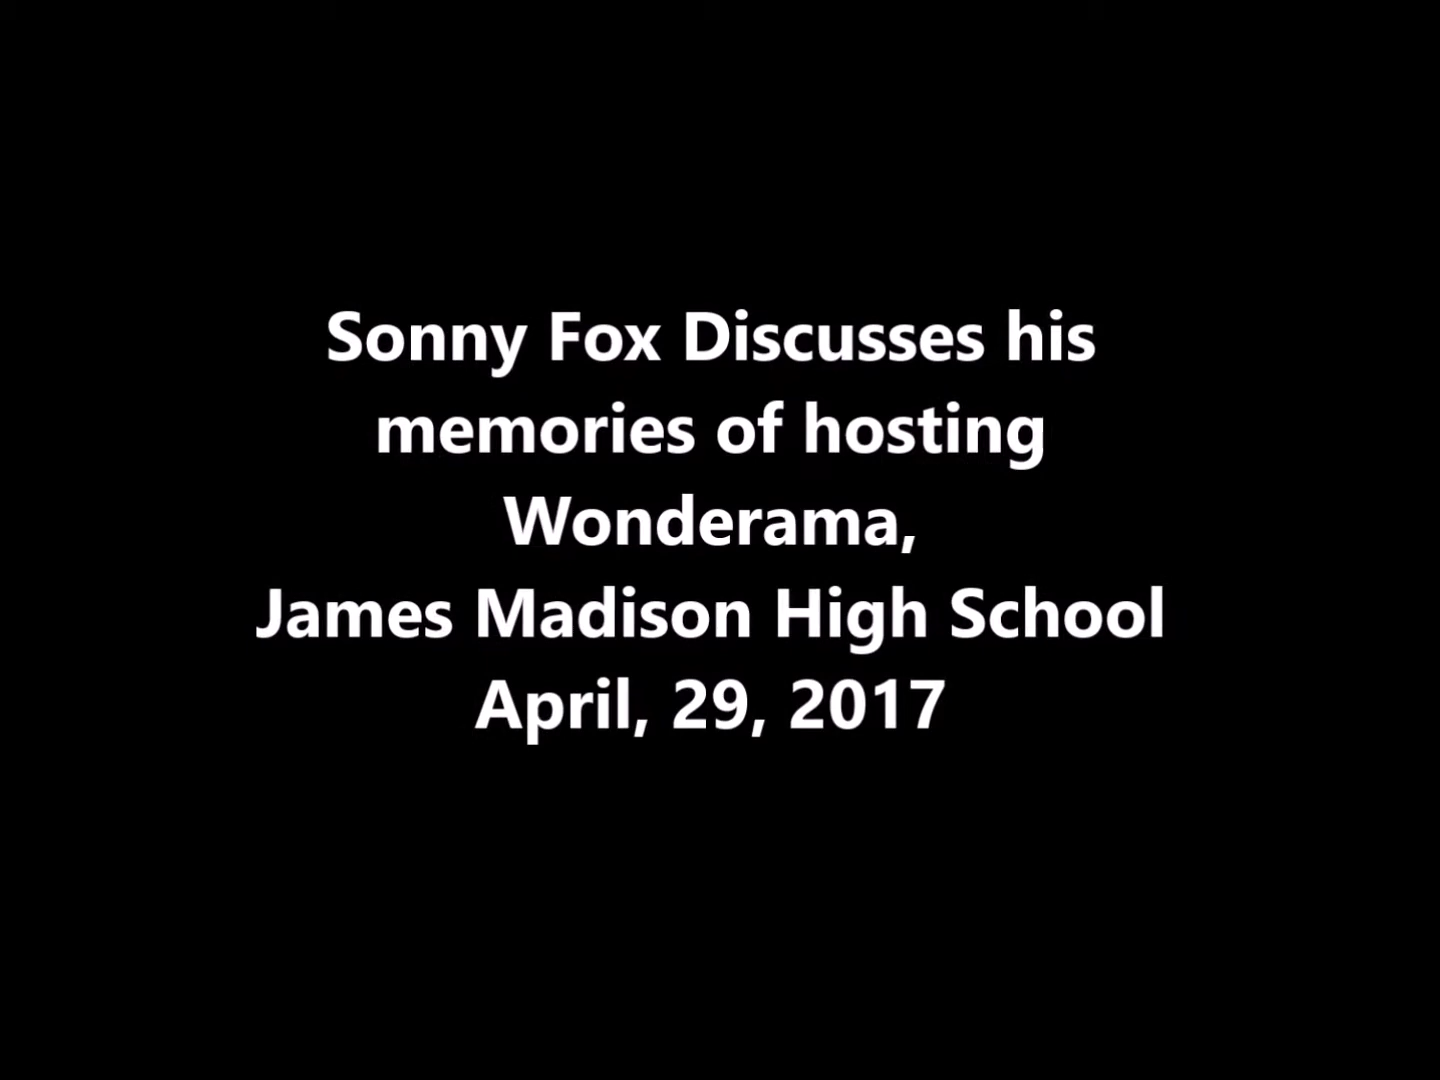 Sonny Fox Discusses his
memories of hosting
Wonderama,
James Madison High School
April, 29, 2017